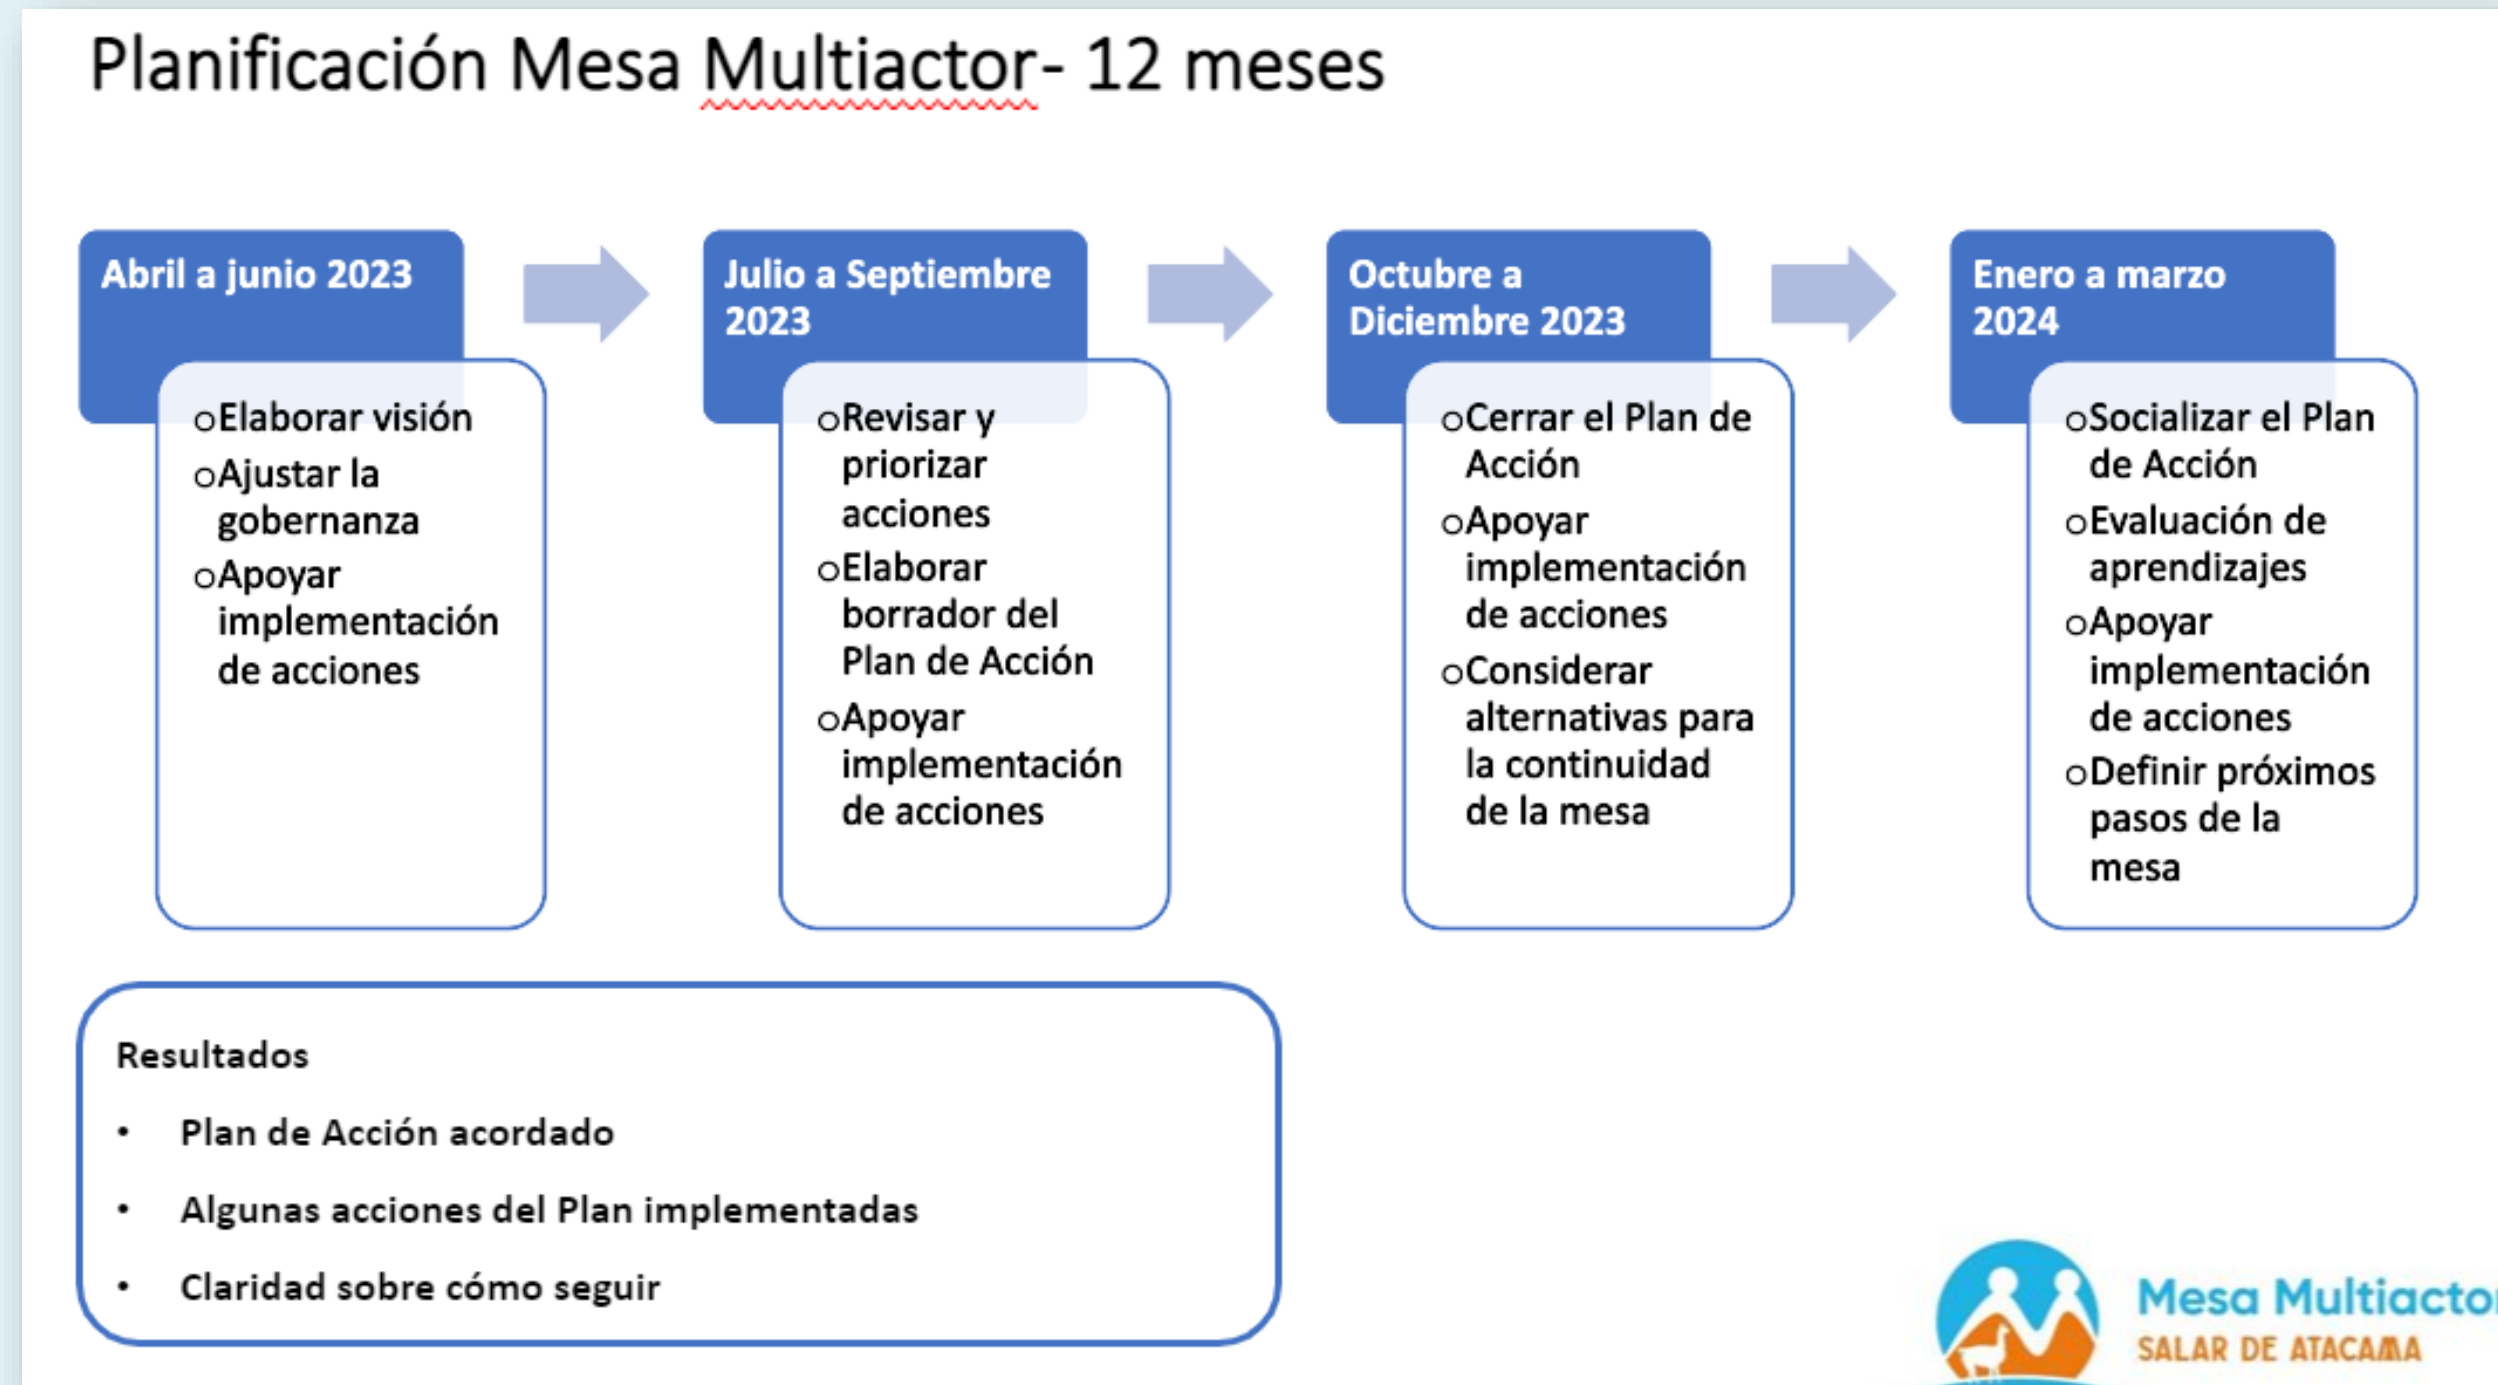 Planificación Mesa Multiactor- 12 meses
Abril a junio 2023
oElaborar visión
oAjustar la
gobernanza
oApoyar
implementación
de acciones
Julio a Septiembre
2023
oRevisar y
priorizar
acciones
oElaborar
borrador del
Plan de Acción
oApoyar
implementación
de acciones
Octubre a
Diciembre 2023
oCerrar el Plan de
Acción
oApoyar
implementación
de acciones
oConsiderar
alternativas para
la continuidad
de la mesa
Enero a marzo
2024
oSocializar el Plan
de Acción
oEvaluación de
aprendizajes
oApoyar
implementación
de acciones
oDefinir próximos
pasos de la
mesa
Resultados
• Plan de Acción acordado
• Algunas acciones del Plan implementadas
• Claridad sobre cómo seguir
Mesa Multiactor
SALAR DE ATACAMA